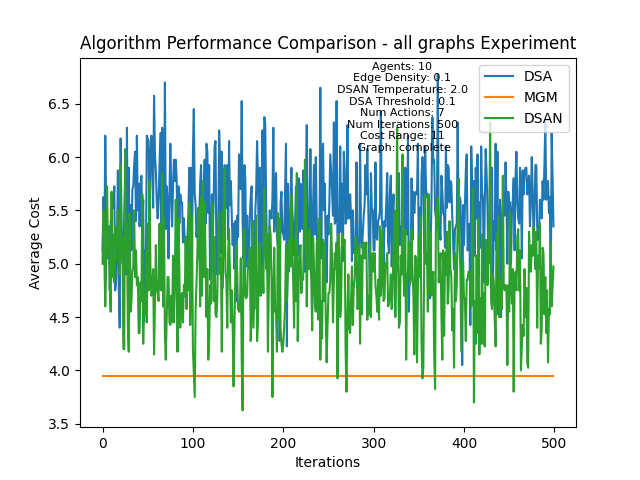 Algorithm Performance Comparison - all graphs Experiment
Agents: 10
Edge Density: 0.1
DSAN Temperature: 2.0
DSA Threshold: 0.1
Num Actions: 7
Num Iterations: 500
Cost Range: 11
Graph: complete
DSA
MGM
DSAN
Average Cost
6.5
6.0
5.5
5.0
4.5
4.0
3.5
0
100
200
300
400
500
Iterations